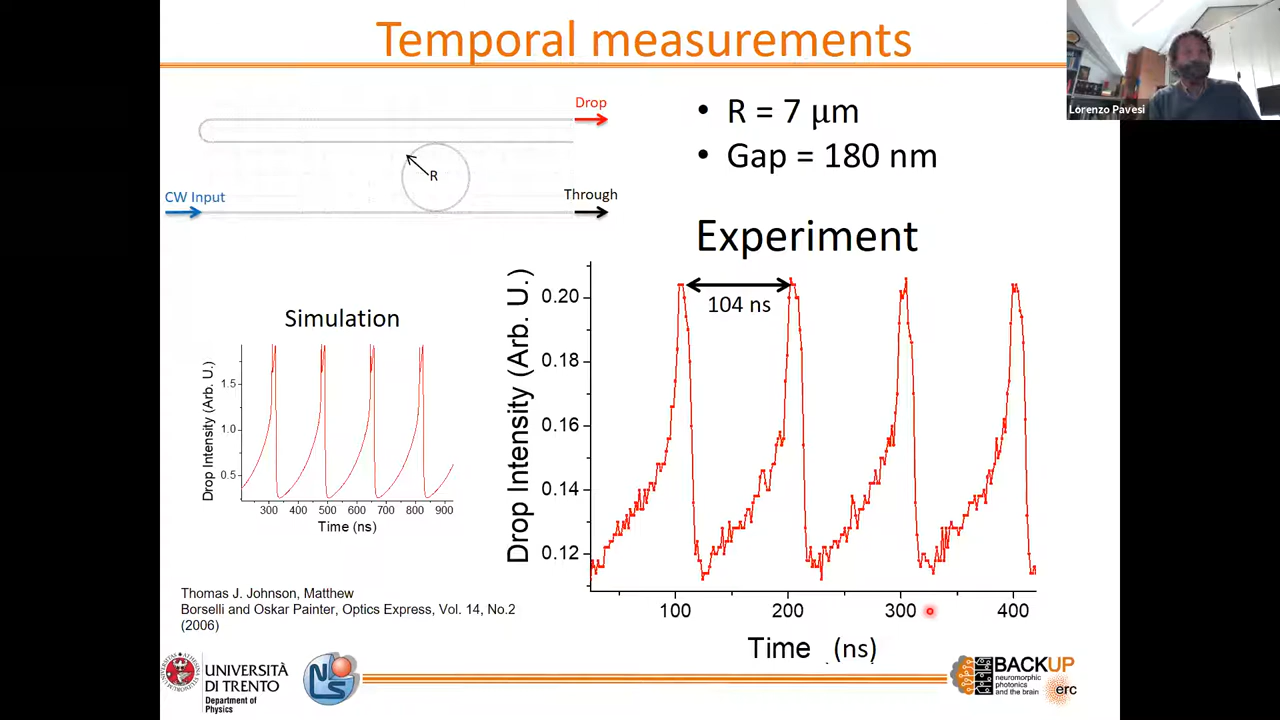 Temporal measurements
Lorenzo Pavesi
Drop
R
CW Input
Through
• R = 7 μm
• Gap = 180 nm
Experiment
Simulation
Drop Intensity (Arb. U.)
1.5
1.0
0.5
300 400 500 600 700 800 900
Time (ns)
Drop Intensity (Arb. U.)
0.20
0.18
0.16
0.14
0.12
104 ns
100 200 300 400
Time (ns)
Thomas J. Johnson, Matthew
Borselli and Oskar Painter, Optics Express, Vol. 14, No.2
(2006)
UNIVERSITÀ
DI TRENTO
Department of
Physics
NLS
BACKUP
neuromorphic
photonics
and the brain
erc